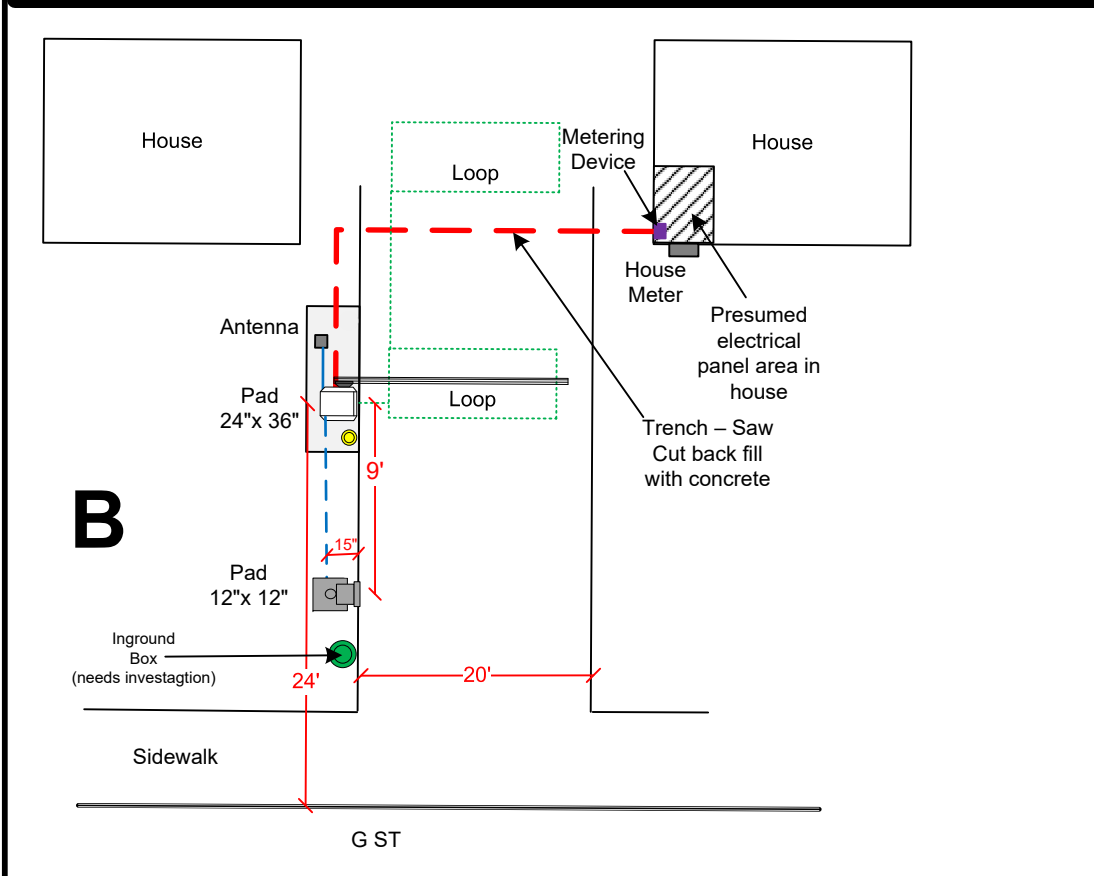 House
Loop
Metering
Device
House
House
Meter
Presumed
electrical
panel area in
house
Antenna
Pad
24"x 36"
Loop
Trench – Saw
Cut back fill
with concrete
9'
B
15"
Pad
12"x 12"
Inground
Box
(needs investagtion)
24'
20'
Sidewalk
G ST